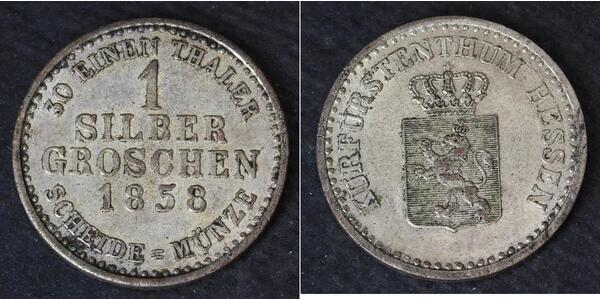 30 EINEN THALER
1
SILBER
GROSCHEN
1858
SCHEIDE = MÜNZE
KURFÜRSTENTHUM HESSEN